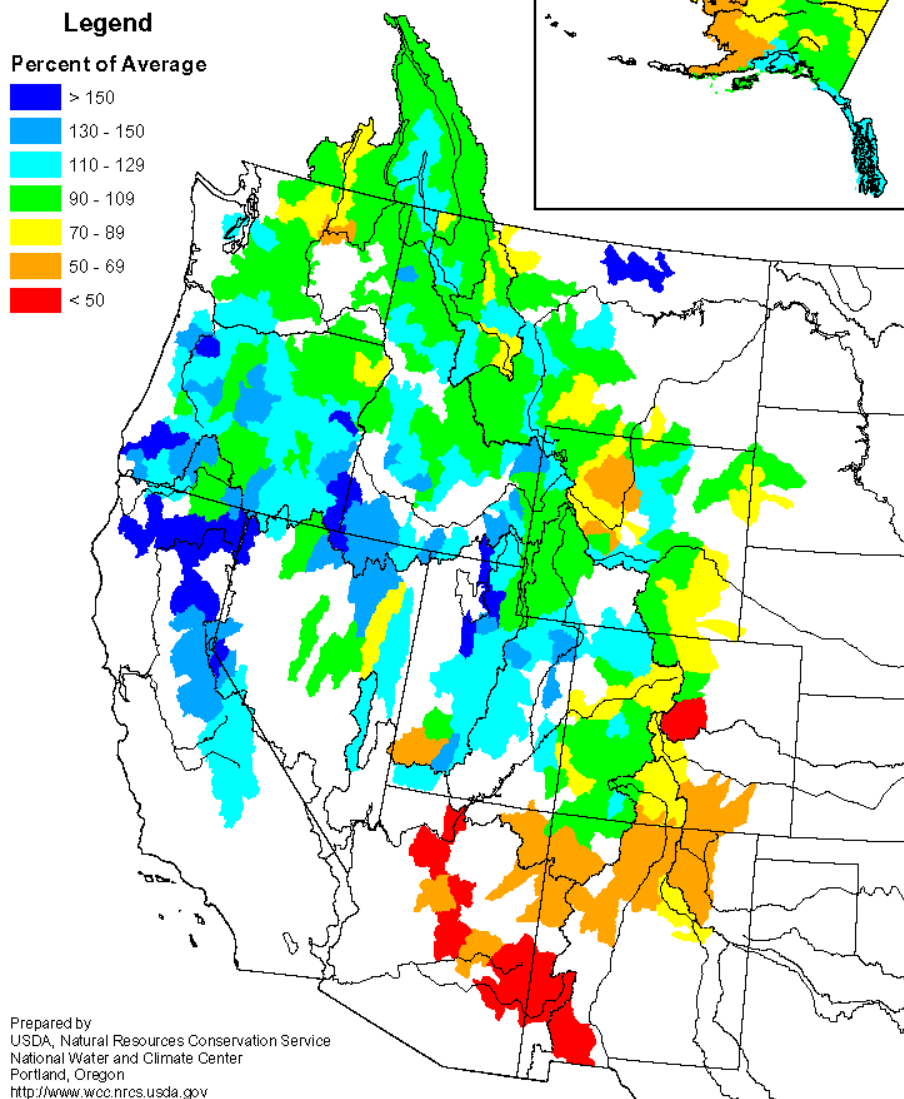 Legend
Percent of Average
> 150
130 - 150
110 - 129
90 - 109
70 - 89
50 - 69
< 50
Prepared by
USDA, Natural Resources Conservation Service
National Water and Climate Center
Portland, Oregon
http://www.wcc.nrcs.usda.gov